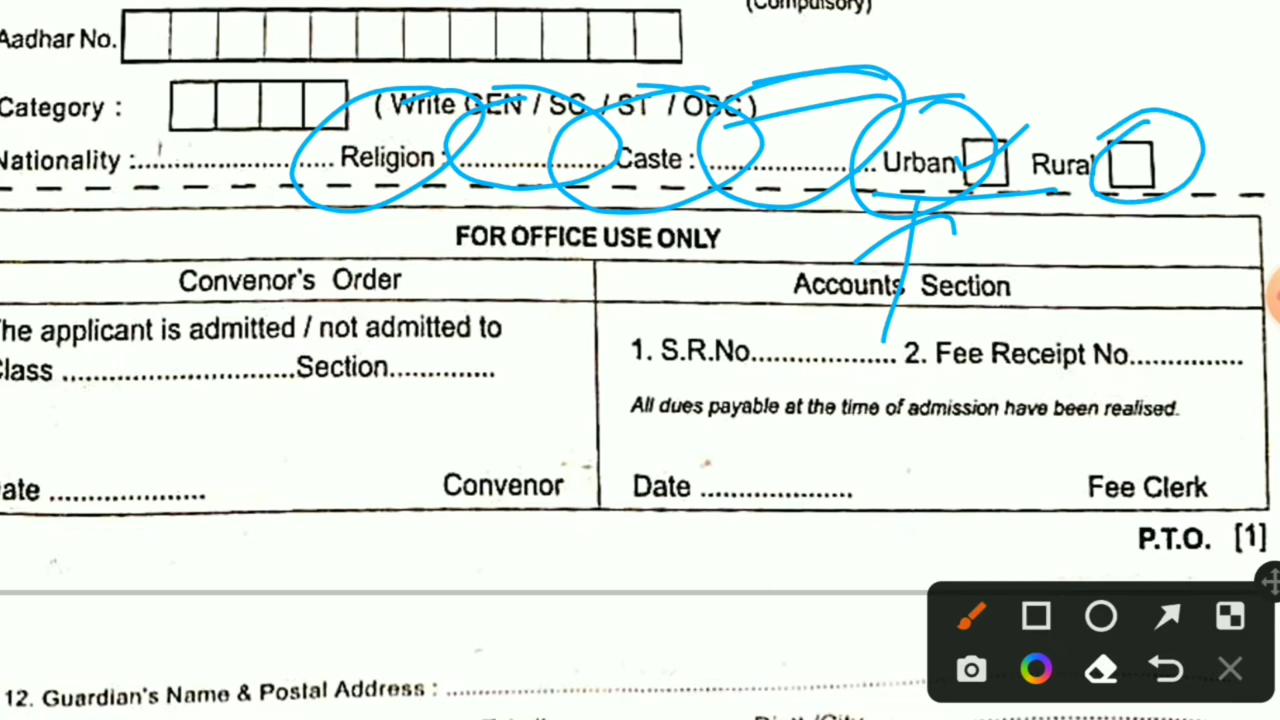 (Compulsory)
Aadhar No.
Category : ( Write GEN / SC / ST / OBC )
Nationality :.............................. Religion :........................ Caste : ......................... Urban Rural
FOR OFFICE USE ONLY
Convenor's Order Accounts Section
The applicant is admitted / not admitted to
Class ............................Section.............
1. S.R.No.................. 2. Fee Receipt No..............
All dues payable at the time of admission have been realised.
Date .................... Convenor Date .................... Fee Clerk
P.T.O. [1]
12. Guardian's Name & Postal Address : ........................................